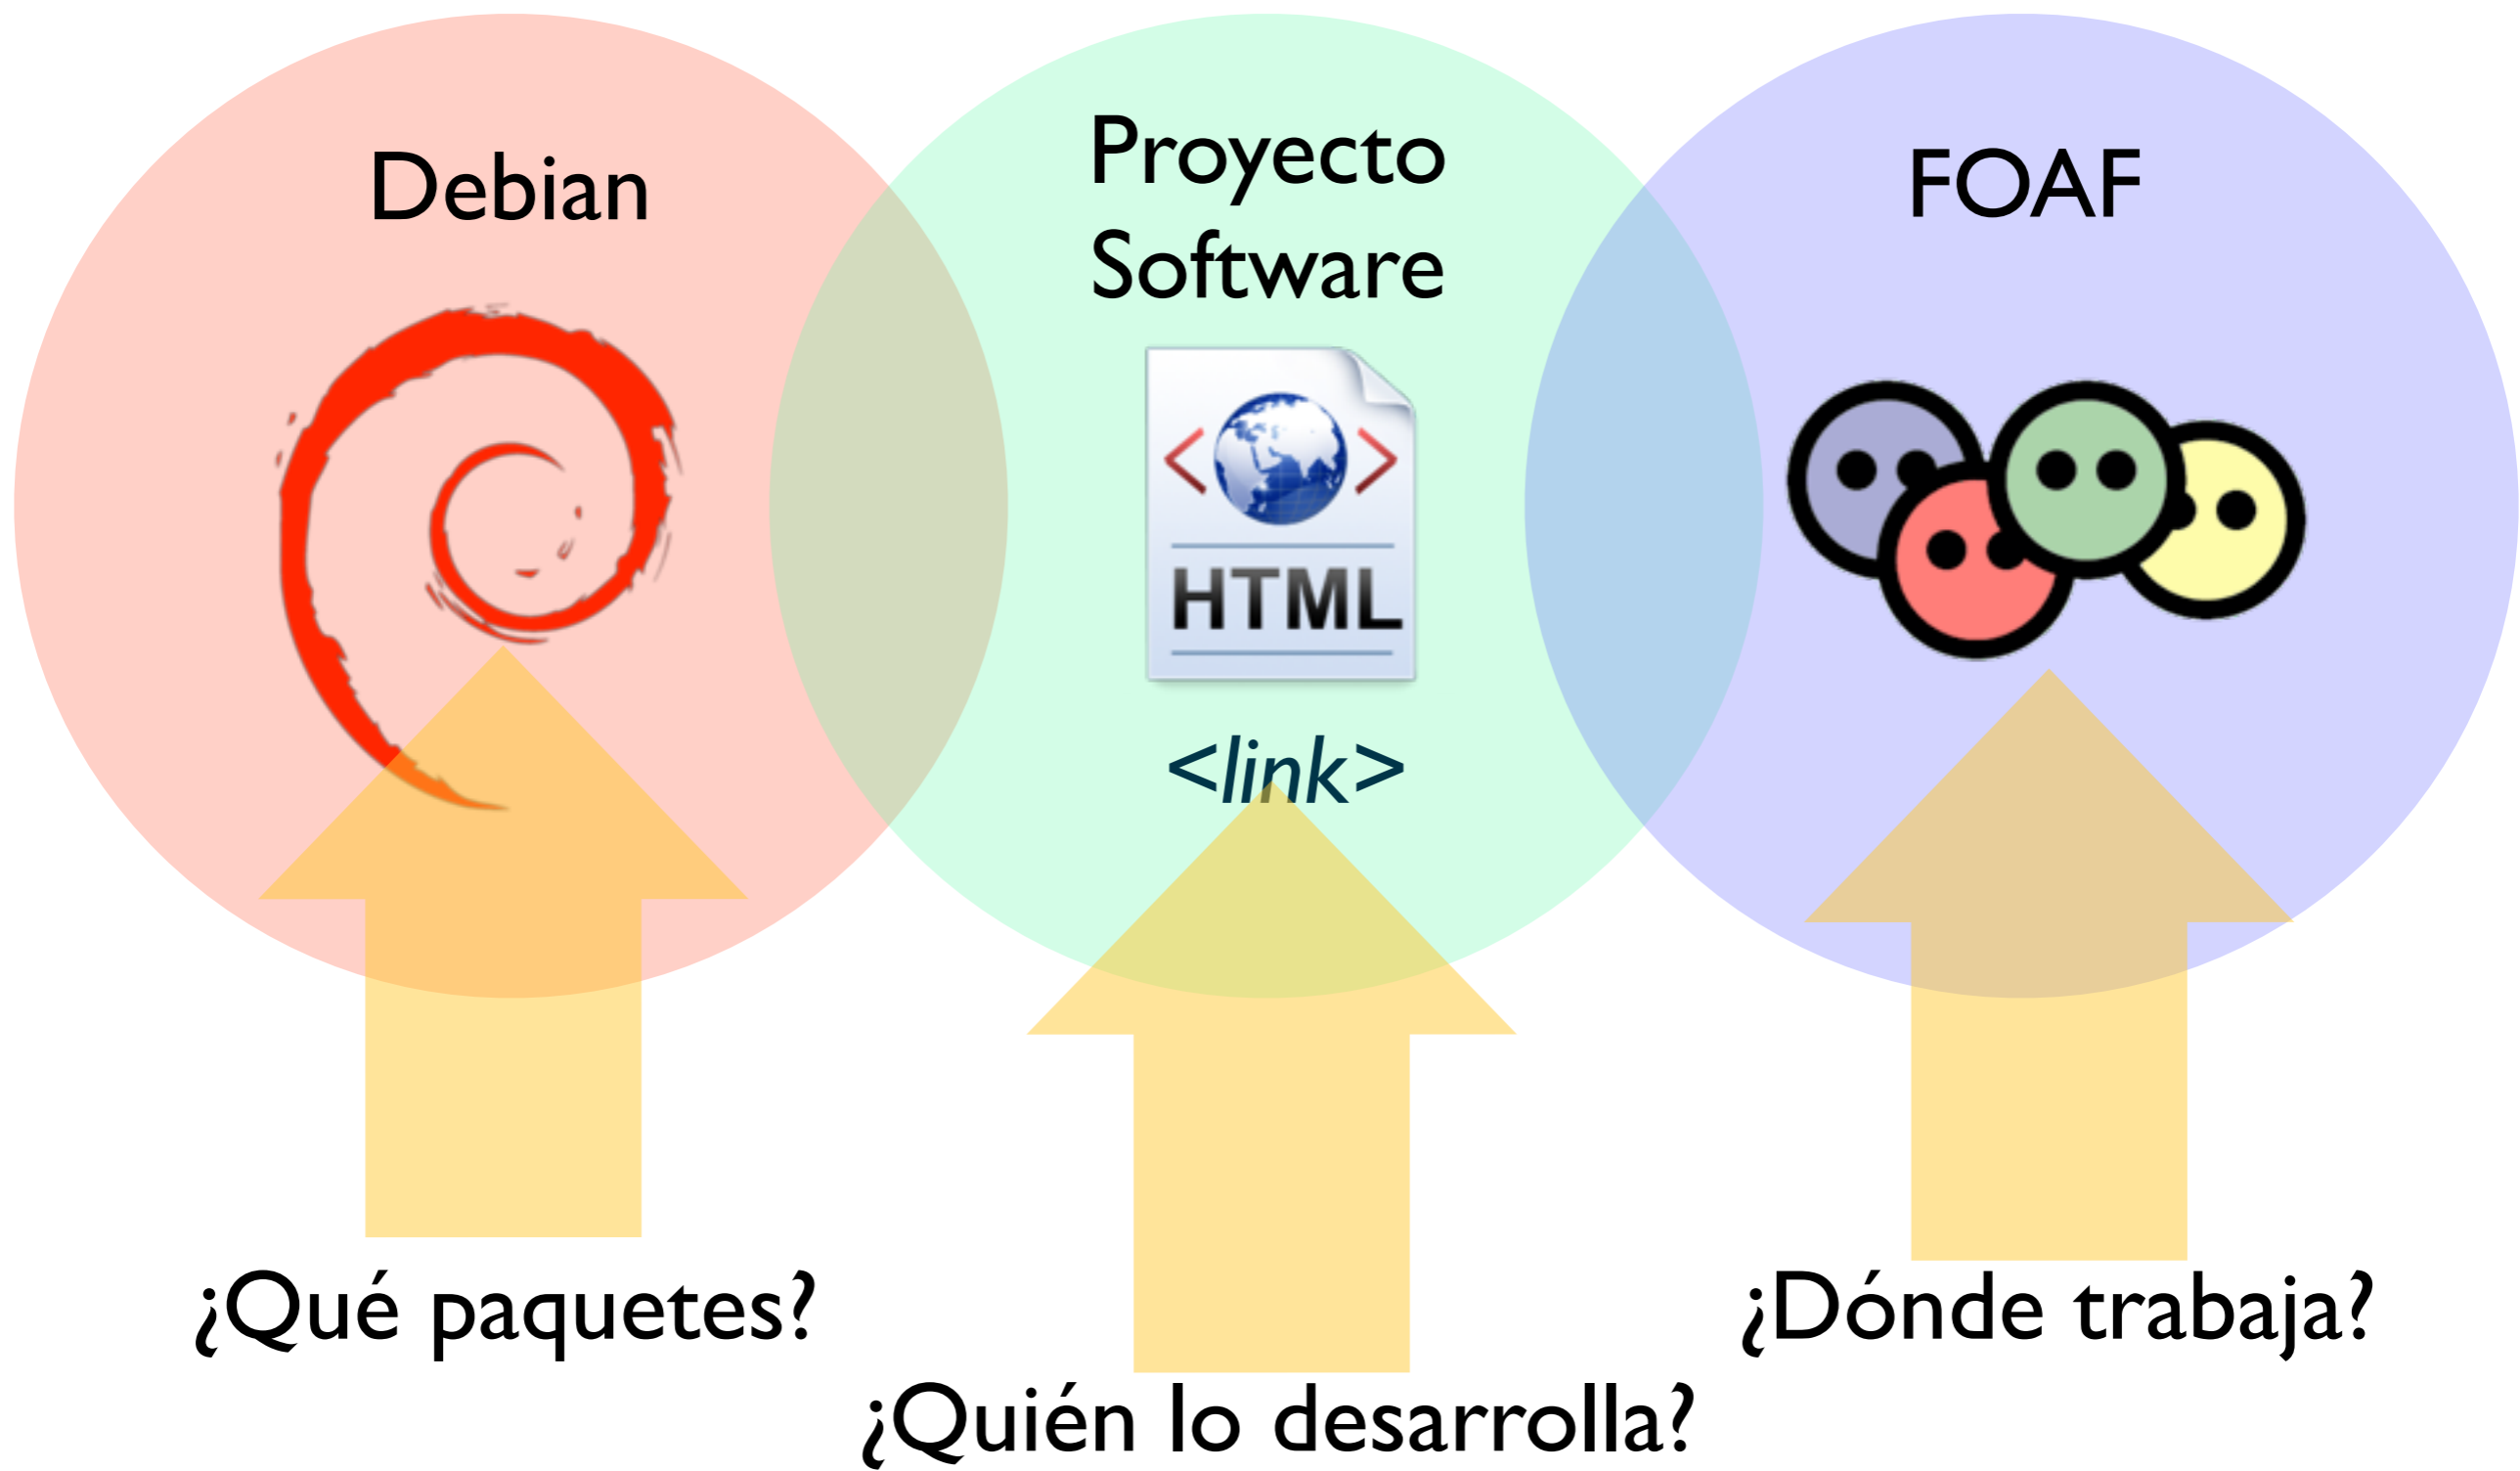 Debian
Proyecto
Software
FOAF
< >
HTML
<link>
¿Qué paquetes?
¿Quién lo desarrolla?
¿Dónde trabaja?